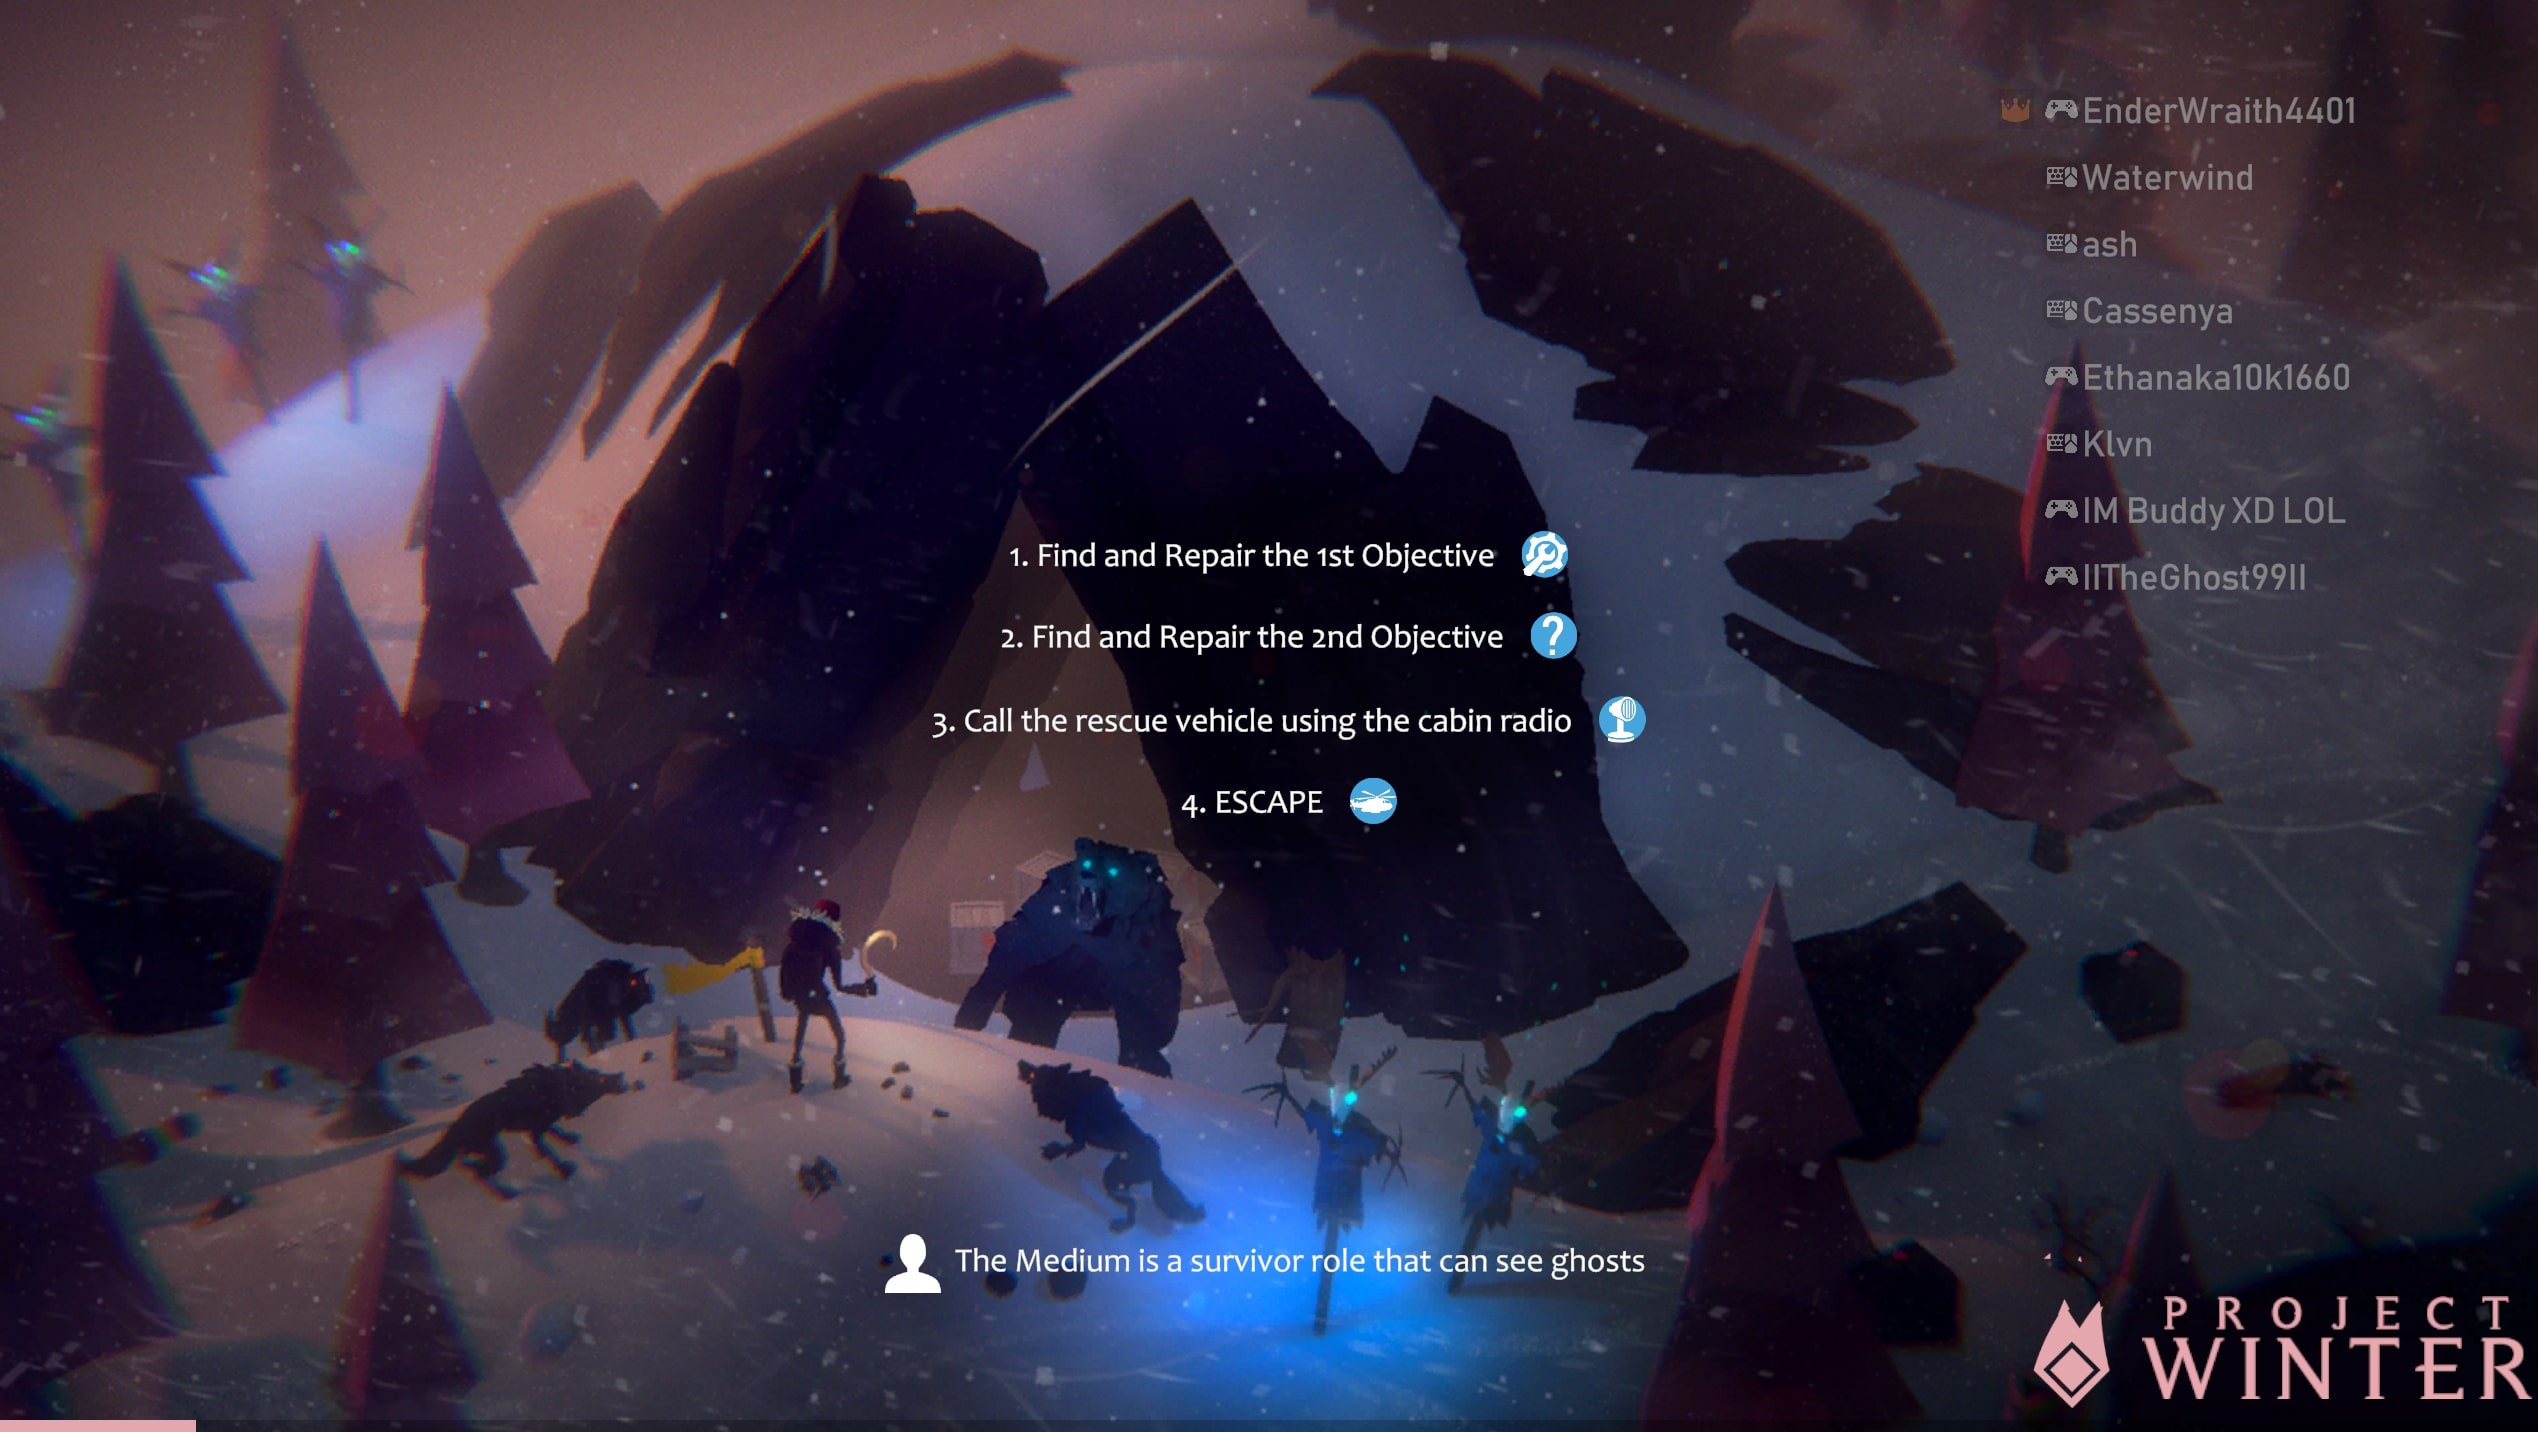 EnderWraith4401
Waterwind
ash
Cassenya
Ethanaka10k1660
Klvn
IM Buddy XD LOL
IITheGhost99II
1. Find and Repair the 1st Objective
2. Find and Repair the 2nd Objective
?
3. Call the rescue vehicle using the cabin radio
4. ESCAPE
The Medium is a survivor role that can see ghosts
PROJECT
WINTER